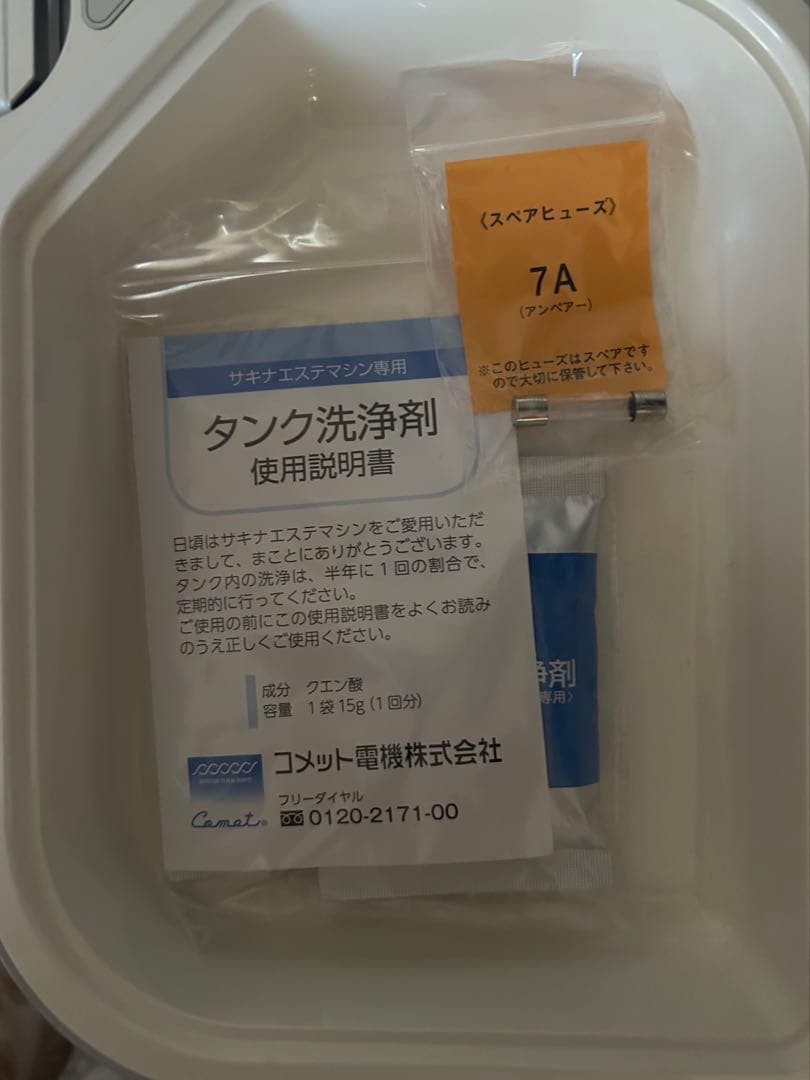 《スペアヒューズ》
7A
(アンペアー)
※このヒューズはスペアです
ので大切に保管して下さい。
サキナエステマシン専用
タンク洗浄剤
使用説明書
日頃はサキナエステマシンをご愛用いただ
きまして、まことにありがとうございます。
タンク内の洗浄は、半年に1回の割合で、
定期的に行ってください。
ご使用の前にこの使用説明書をよくお読み
のうえ正しくご使用ください。
成分 クエン酸
容量 1袋15g(1回分)
コメット電機株式会社
フリーダイヤル
0120-2171-00
Comet®
浄剤
専用〉